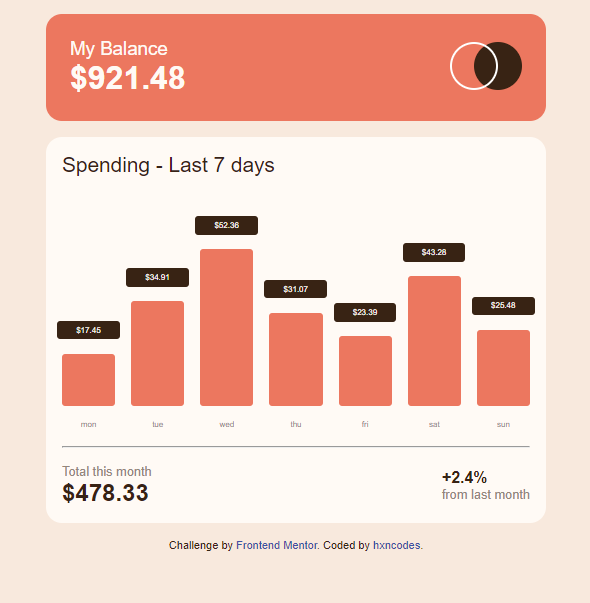 My Balance
$921.48
Spending - Last 7 days
$17.45
$34.91
$52.36
$31.07
$23.39
$43.28
$25.48
mon tue wed thu fri sat sun
Total this month
$478.33
+2.4%
from last month
Challenge by Frontend Mentor. Coded by hxncodes.